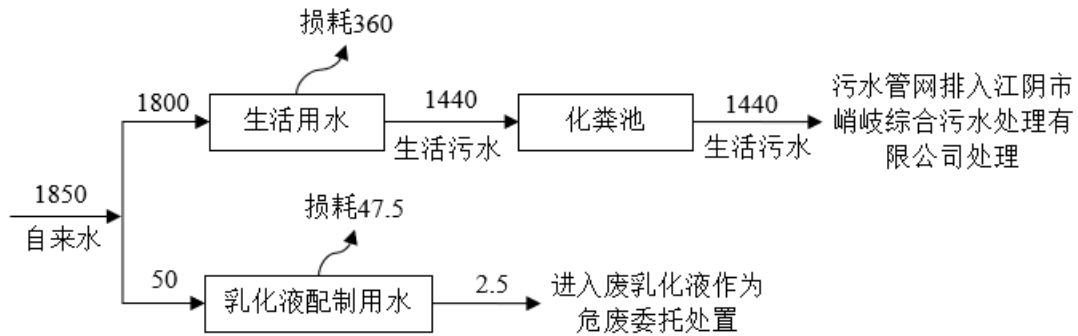 损耗360
1800
生活用水
1440
生活污水
化粪池
1440
生活污水
污水管网排入江阴市
峭岐综合污水处理有
限公司处理
1850
自来水
损耗47.5
50
乳化液配制用水
2.5
进入废乳化液作为
危废委托处置